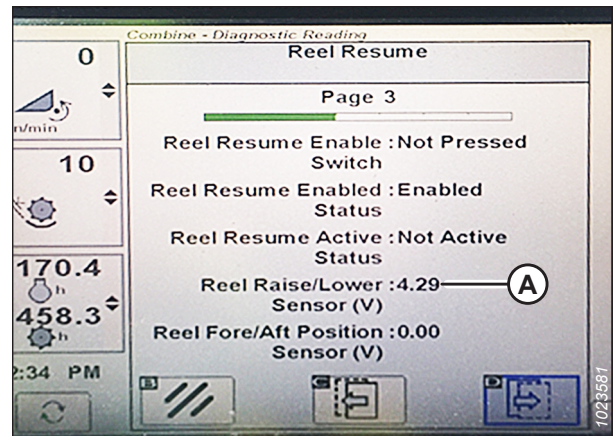 Combine - Diagnostic Reading
Reel Resume
Page 3
Reel Resume Enable : Not Pressed
Switch
Reel Resume Enabled : Enabled
Status
Reel Resume Active : Not Active
Status
Reel Raise/Lower : 4.29
Sensor (V)
Reel Fore/Aft Position : 0.00
Sensor (V)
A
0
n/min
10
170.4
h
458.3
h
2:34 PM
B
G
D
1023581